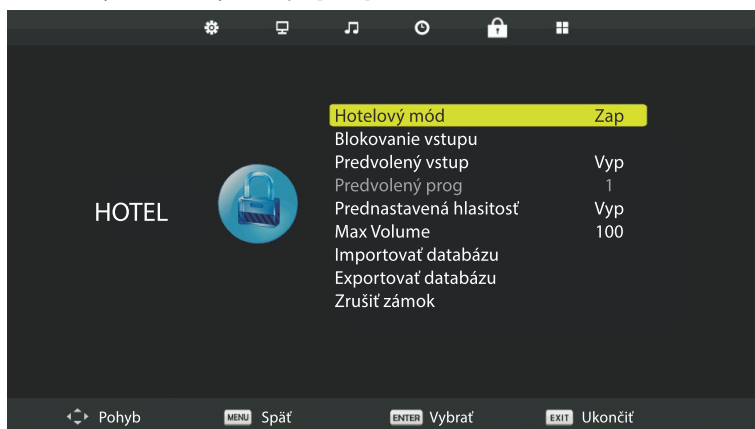 Hotelový mód Zap
Blokovanie vstupu
Predvolený vstup Vyp
Predvolený prog 1
HOTEL
Prednastavená hlasitosť Vyp
Max Volume 100
Importovať databázu
Exportovať databázu
Zrušiť zámok
Pohyb MENU Späť ENTER Vybrať EXIT Ukončiť